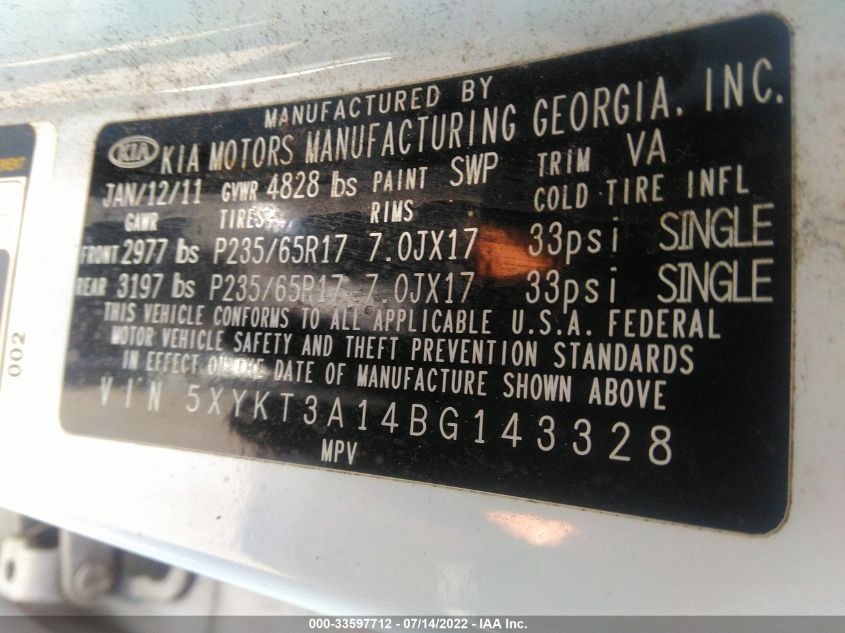 MANUFACTURED BY
KIA KIA MOTORS MANUFACTURING GEORGIA, INC.
JAN/12/11 GVWR 4828 lbs PAINT SWP TRIM VA
GAWR TIRES RIMS COLD TIRE INFL
FRONT 2977 lbs P235/65R17 7.0JX17 33psi SINGLE
REAR 3197 lbs P235/65R17 7.0JX17 33psi SINGLE
THIS VEHICLE CONFORMS TO ALL APPLICABLE U.S.A. FEDERAL
MOTOR VEHICLE SAFETY AND THEFT PREVENTION STANDARDS
IN EFFECT ON THE DATE OF MANUFACTURE SHOWN ABOVE
VIN 5XYKT3A14BG143328
MPV
002
000-33597712 - 07/14/2022 - IAA Inc.